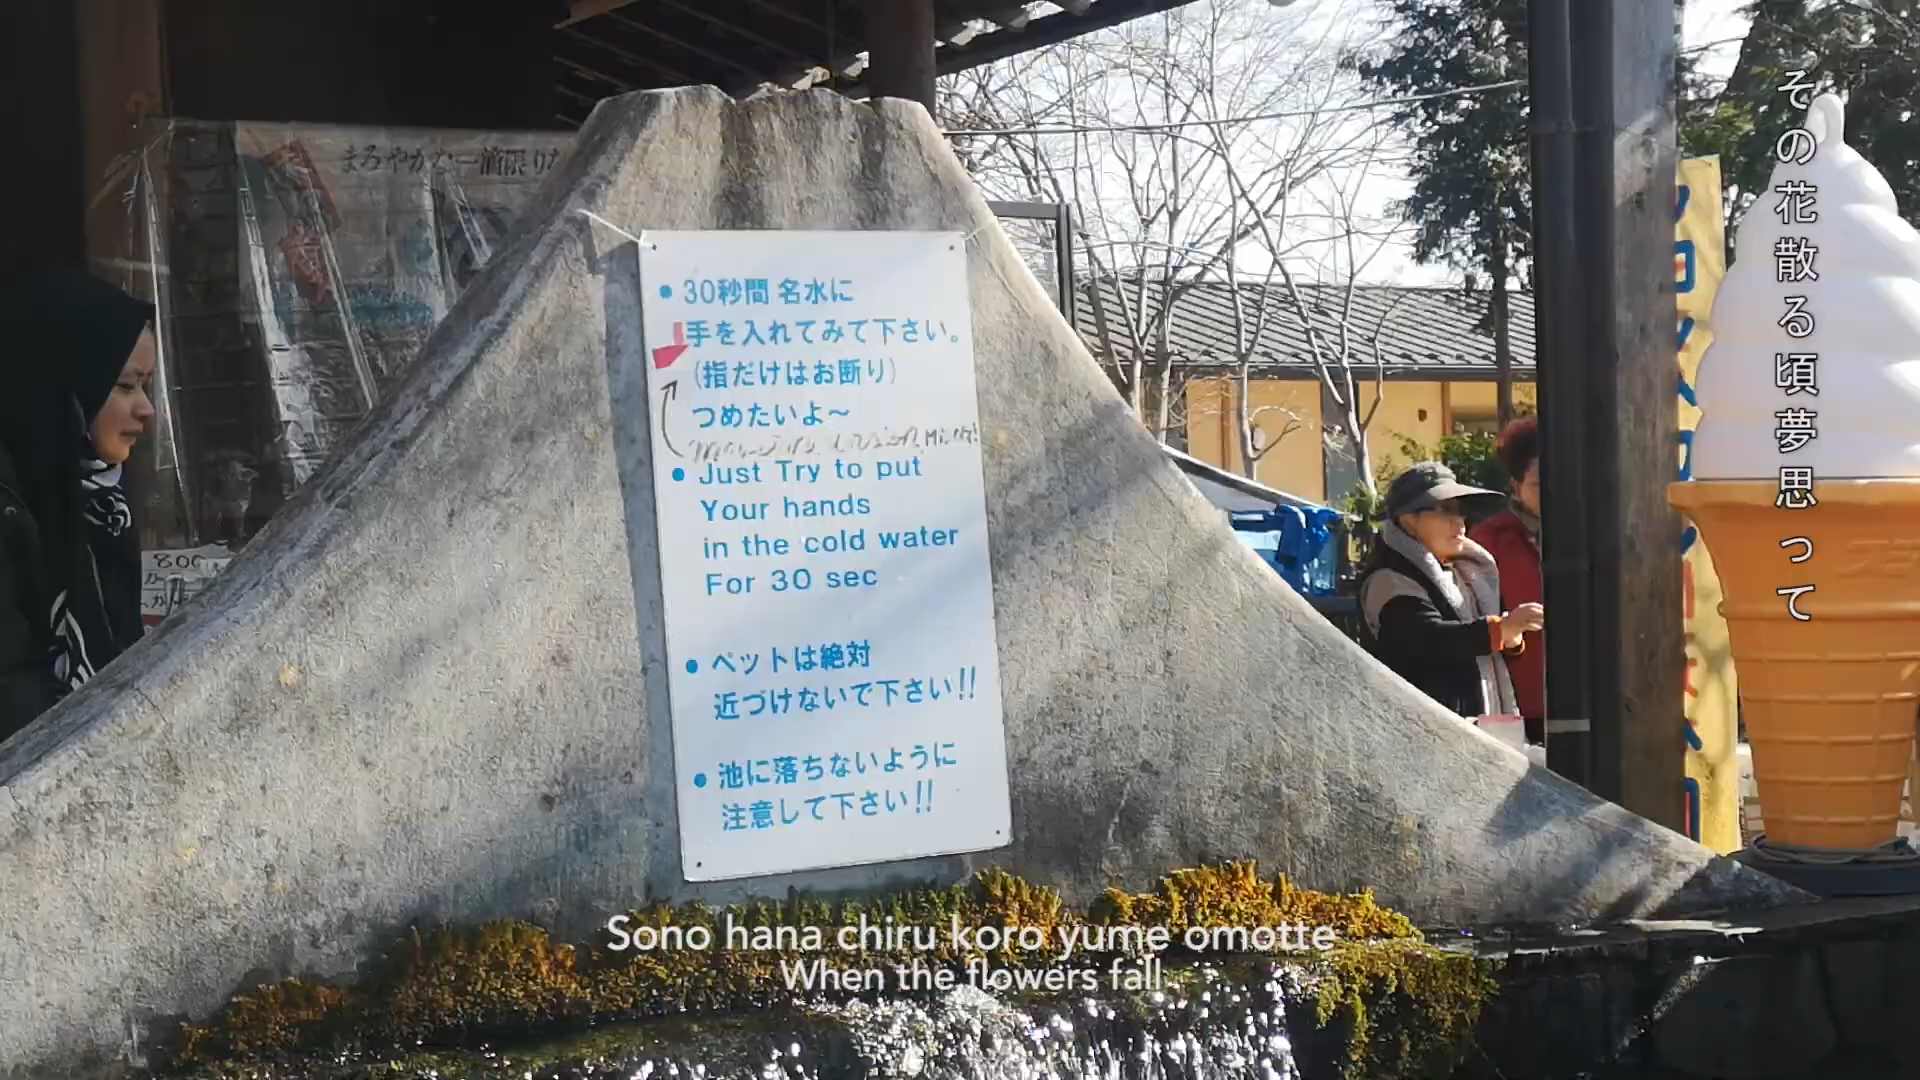 まろやかな一滴限りな
800
• 30秒間 名水に
手を入れてみて下さい。
(指だけはお断り)
つめたいよ～
• Just Try to put
Your hands
in the cold water
For 30 sec
• ペットは絶対
近づけないで下さい!!
• 池に落ちないように
注意して下さい!!
その花散る頃夢思って
Sono hana chiru koro yume omotte
When the flowers fall